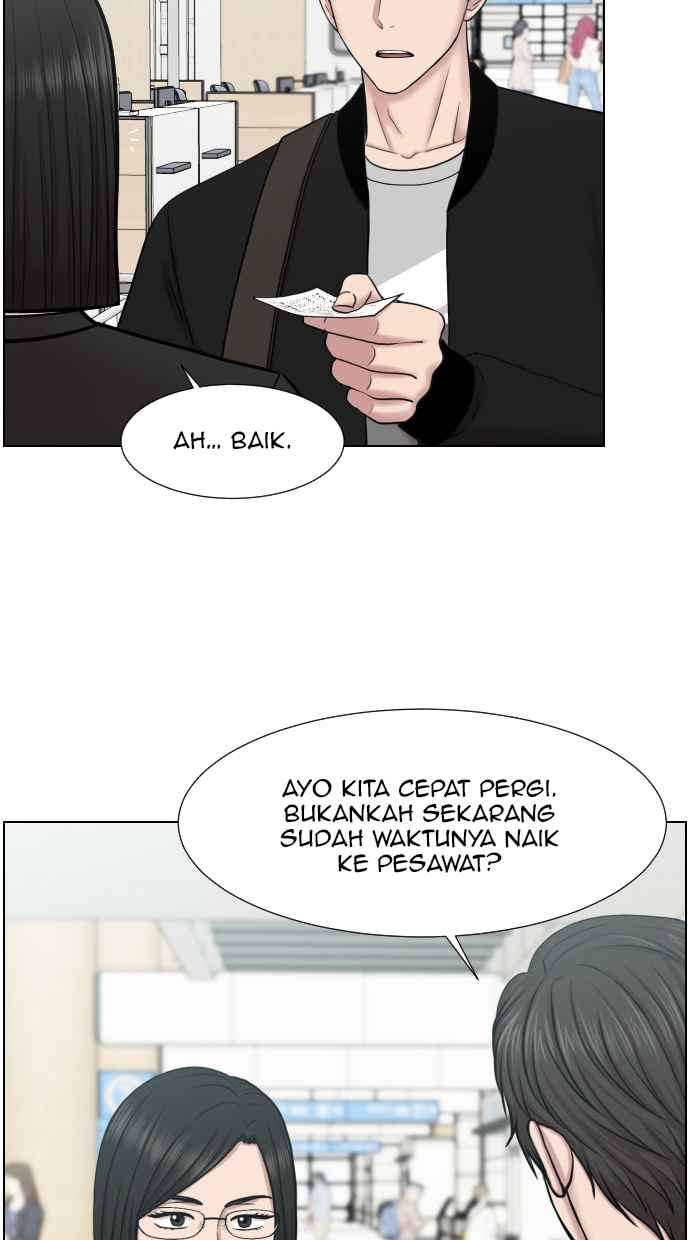 AH... BAIK.
AYO KITA CEPAT PERGI.
BUKANKAH SEKARANG
SUDAH WAKTUNYA NAIK
KE PESAWAT?